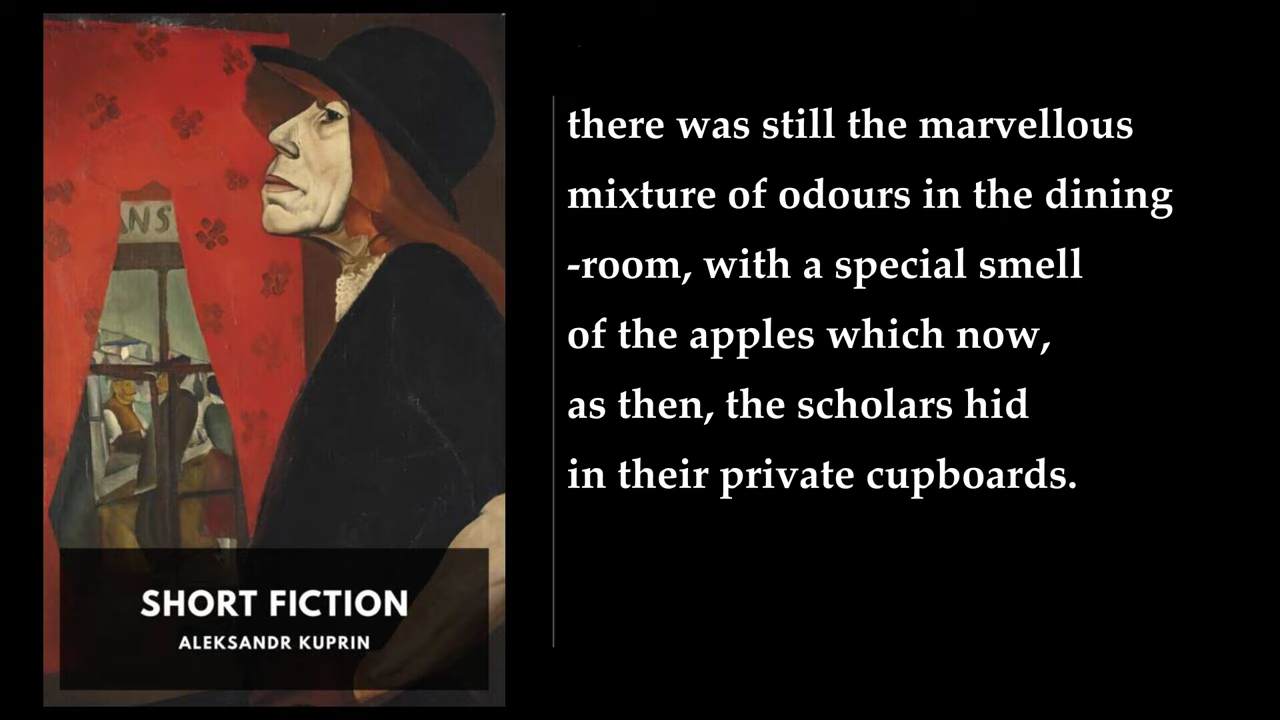 ANS
SHORT FICTION
ALEKSANDR KUPRIN
there was still the marvellous
mixture of odours in the dining
-room, with a special smell
of the apples which now,
as then, the scholars hid
in their private cupboards.